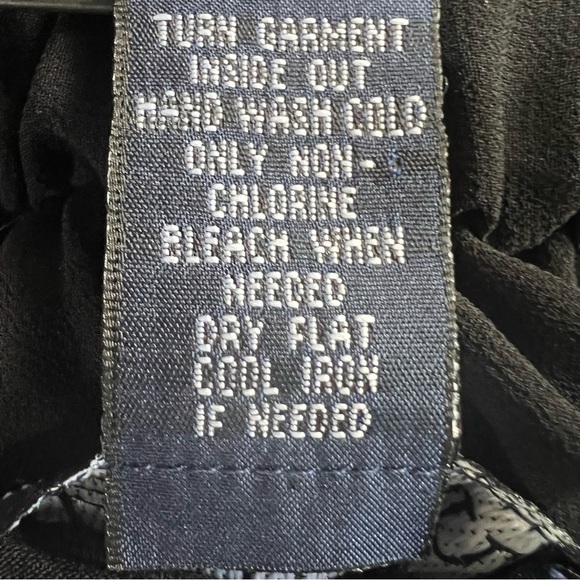 TURN GARMENT
INSIDE OUT
HAND WASH COLD
ONLY NON-
CHLORINE
BLEACH WHEN
NEEDED
DRY FLAT
COOL IRON
IF NEEDED